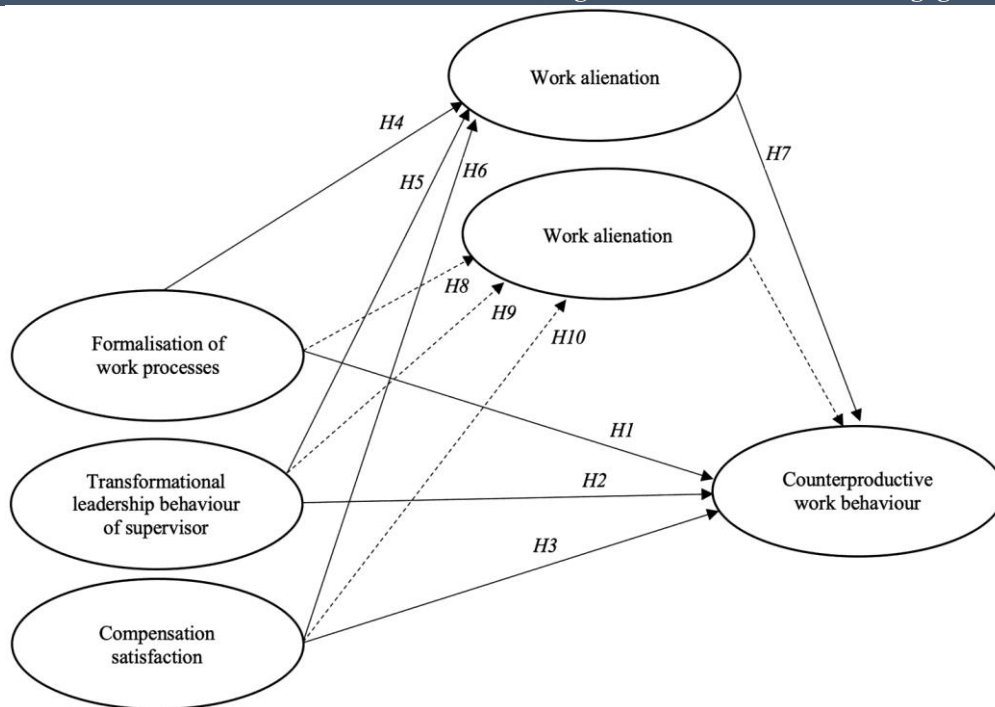 Work alienation
H4
H7
H5
H6
Work alienation
H8
H9
Formalisation of
work processes
H10
H1
Transformational
leadership behaviour
of supervisor
H2
Counterproductive
work behaviour
H3
Compensation
satisfaction